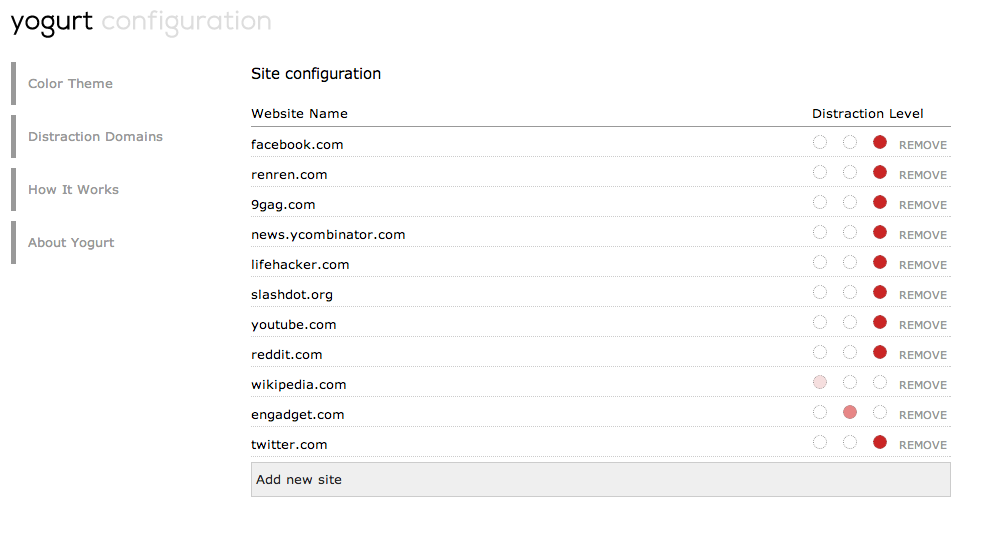 yogurt configuration
Color Theme
Distraction Domains
How It Works
About Yogurt
Site configuration
Website Name Distraction Level
facebook.com REMOVE
renren.com REMOVE
9gag.com REMOVE
news.ycombinator.com REMOVE
lifehacker.com REMOVE
slashdot.org REMOVE
youtube.com REMOVE
reddit.com REMOVE
wikipedia.com REMOVE
engadget.com REMOVE
twitter.com REMOVE
Add new site